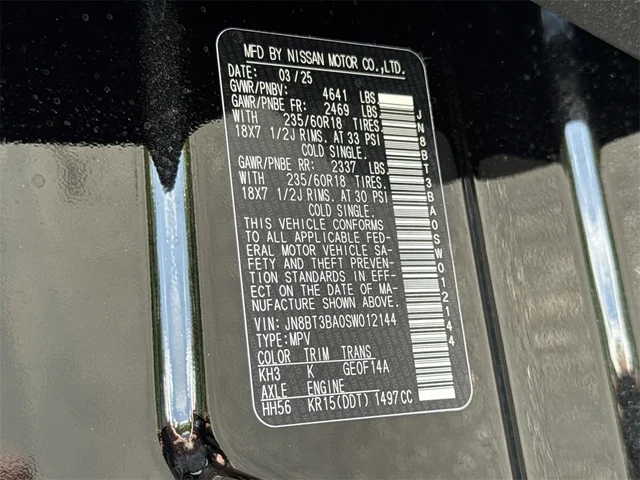 MFD BY NISSAN MOTOR CO.,LTD.
DATE: 03/25
GVWR/PNBV: 4641 LBS
GAWR/PNBE FR: 2469 LBS
WITH 235/60R18 TIRES.
18X7 1/2J RIMS. AT 33 PSI
COLD SINGLE.
GAWR/PNBE RR: 2337 LBS
WITH 235/60R18 TIRES.
18X7 1/2J RIMS. AT 30 PSI
COLD SINGLE.
THIS VEHICLE CONFORMS
TO ALL APPLICABLE FED-
ERAL MOTOR VEHICLE SA-
FETY AND THEFT PREVEN-
TION STANDARDS IN EFF-
ECT ON THE DATE OF MA-
NUFACTURE SHOWN ABOVE.
VIN: JN8BT3BA0SW012144
TYPE:MPV
COLOR TRIM TRANS
KH3 K GE0F14A
AXLE ENGINE
HH56 KR15(DDT)1497CC
JN8BT3BA0SW012144